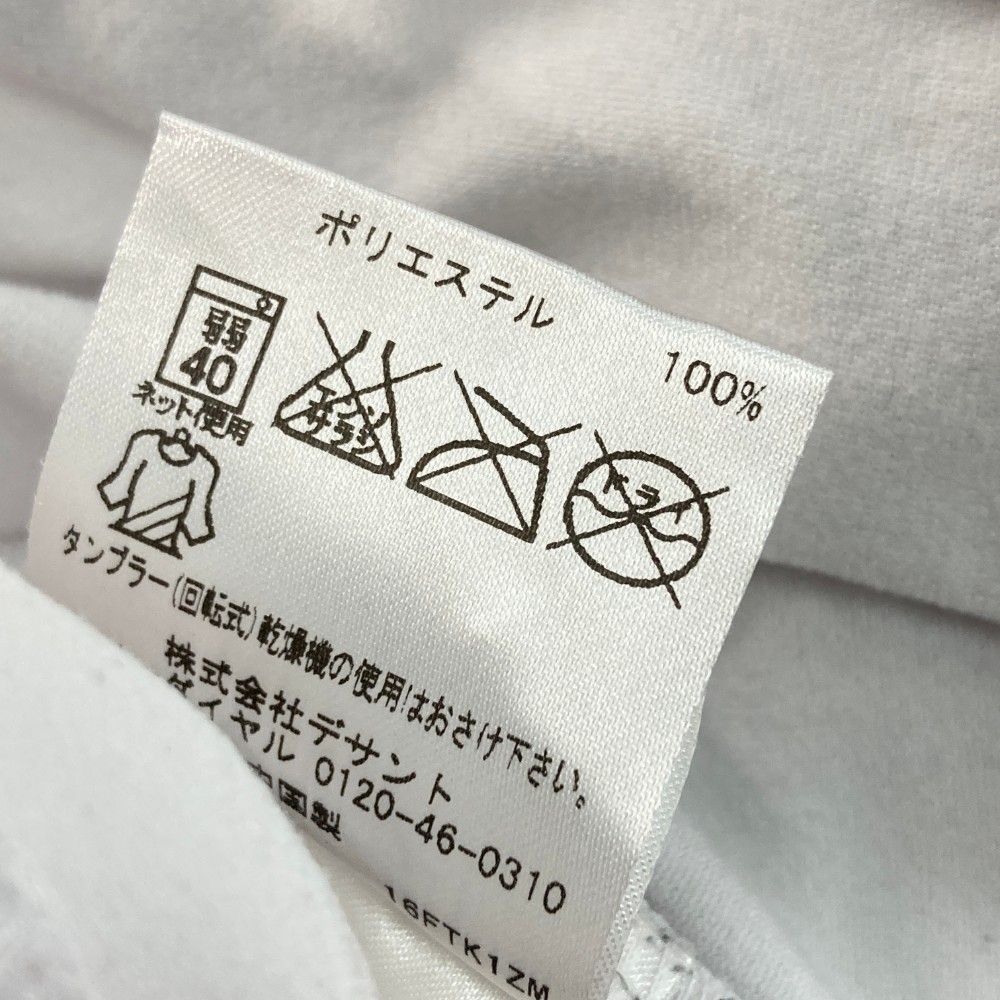 ポリエステル 100%
弱
40
ネット使用
エンソ
サラシ
ドライ
タンブラー(回転式)乾燥機の使用はおさけ下さい。
株式会社デサント
ダイヤル 0120-46-0310
中国製
16FTK1ZM